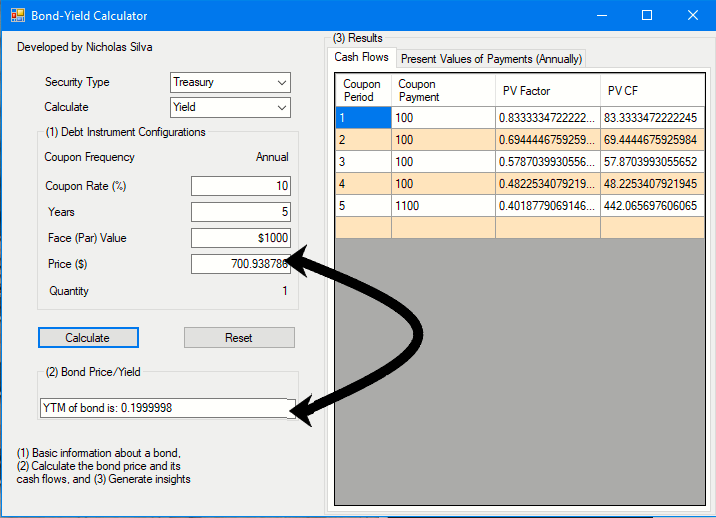 Bond-Yield Calculator
Developed by Nicholas Silva
Security Type Treasury
Calculate Yield
(1) Debt Instrument Configurations
Coupon Frequency Annual
Coupon Rate (%) 10
Years 5
Face (Par) Value $1000
Price ($) 700.938786
Quantity 1
Calculate Reset
(2) Bond Price/Yield
YTM of bond is: 0.1999998
(1) Basic information about a bond,
(2) Calculate the bond price and its
cash flows, and (3) Generate insights
(3) Results
Cash Flows Present Values of Payments (Annually)
Coupon Period Coupon Payment PV Factor PV CF
1 100 0.8333334722222... 83.3333472222245
2 100 0.6944446759259... 69.4444675925984
3 100 0.5787039930556... 57.8703993055652
4 100 0.4822534079219... 48.2253407921945
5 1100 0.4018779069146... 442.065697606065